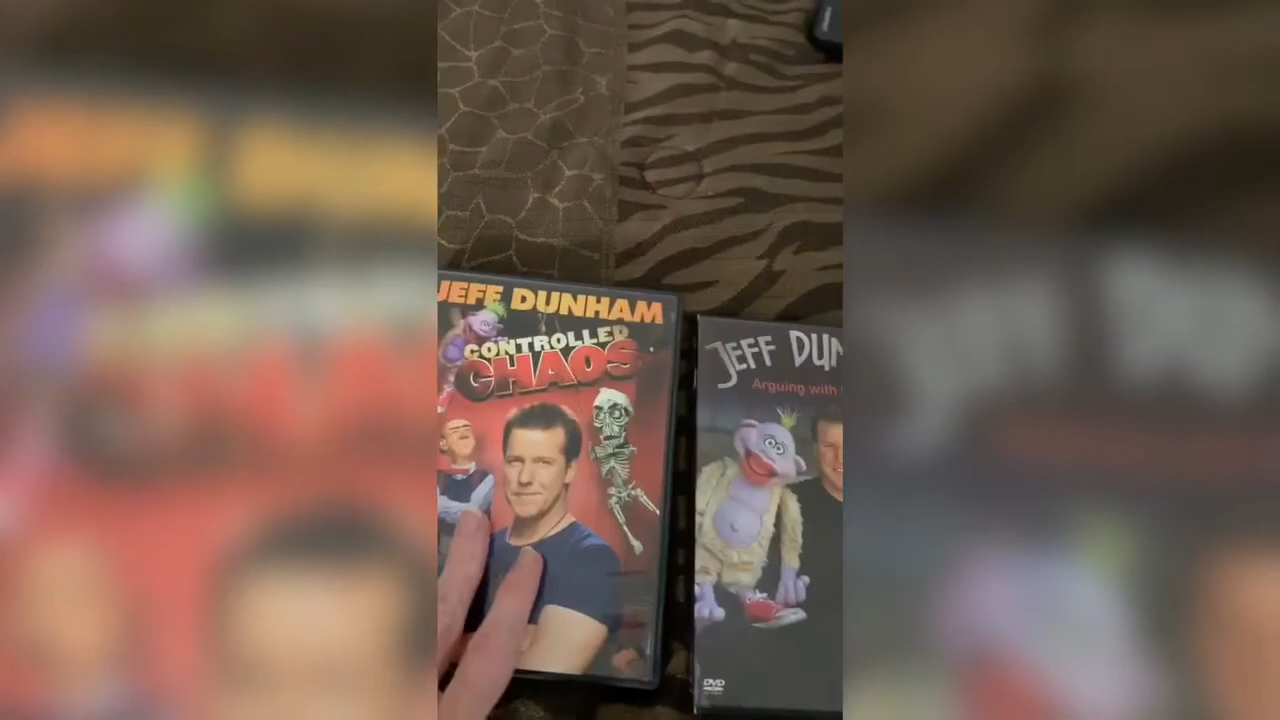 JEFF DUNHAM
CONTROLLED
CHAOS
JEFF DUN
Arguing with
DVD